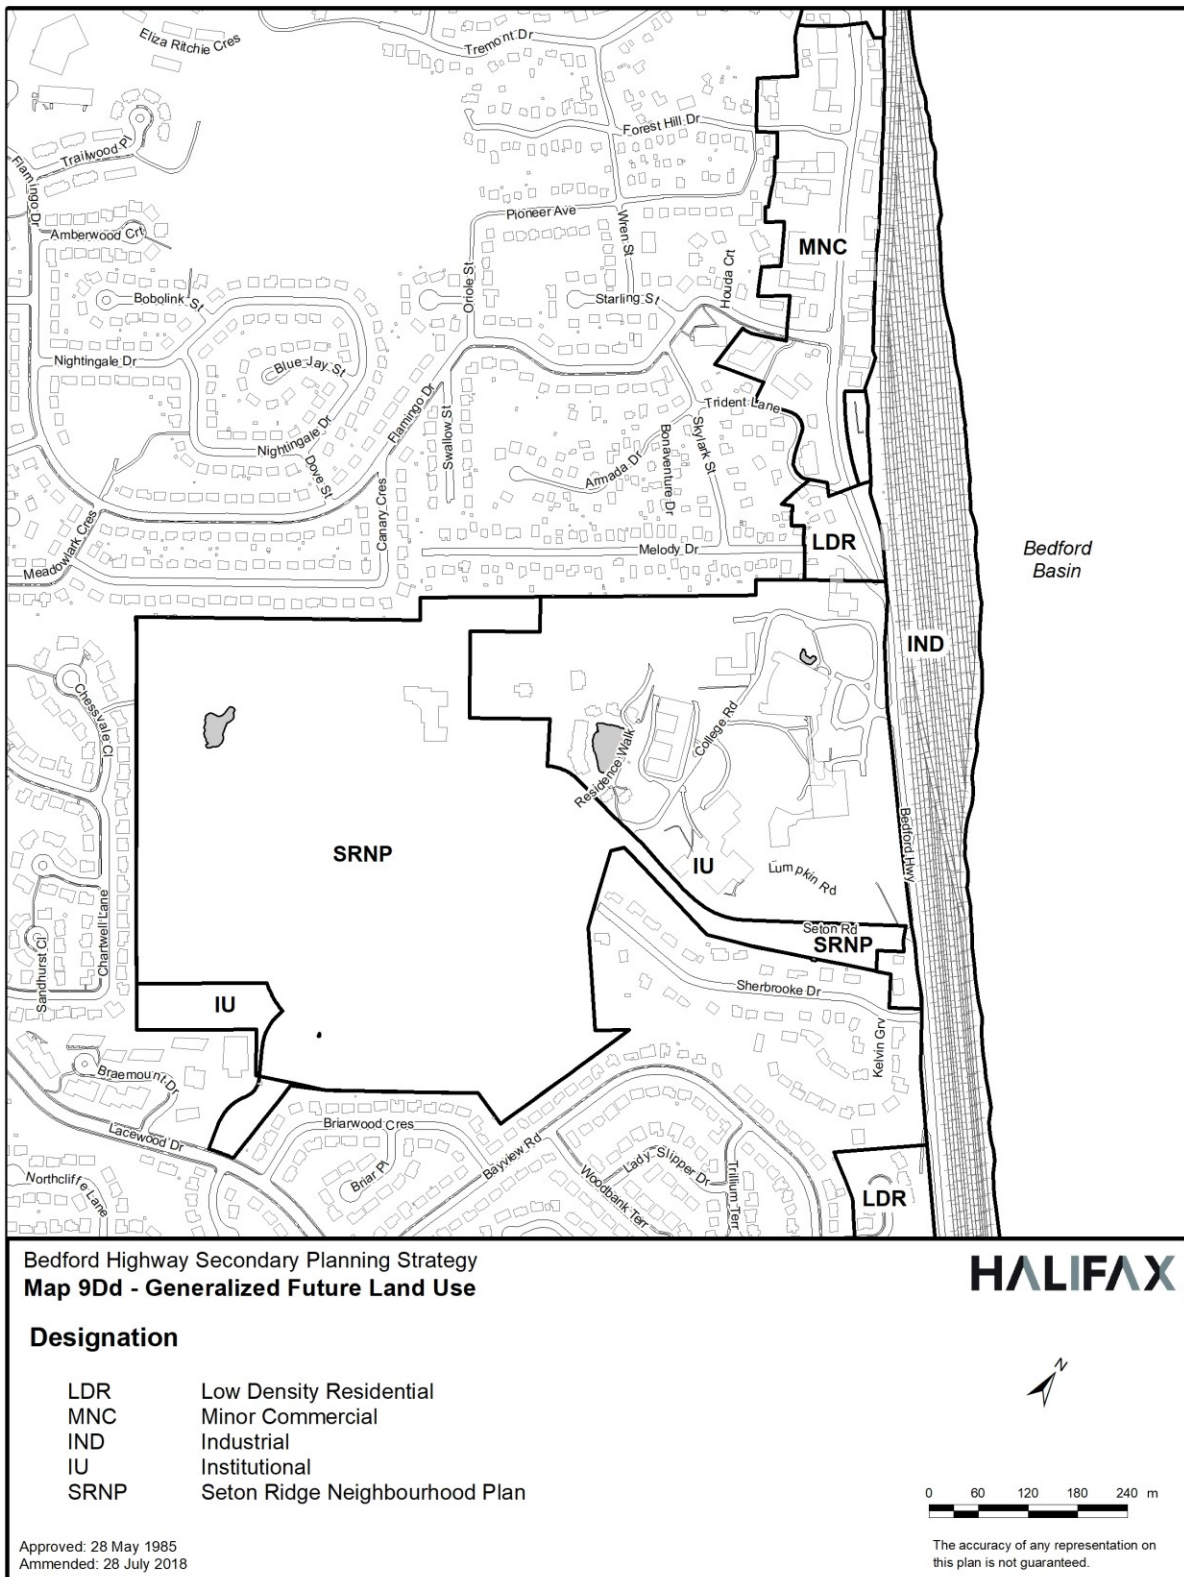 Eliza Ritchie Cres
Tremont Dr
Forest Hill Dr
Trailwood Pl
Flamingo Dr
Pioneer Ave
Wren St
Amberwood Crt
MNC
Houda Crt
Oriole St
Bobolink St
Starling St
Nightingale Dr
Blue Jay St
Flamingo Dr
Trident Lane
Swallow St
Skylark St
Nightingale Dr
Bonaventure Dr
Dove St
Armada Dr
Canary Cres
Meadowlark Cres
Melody Dr
LDR
Bedford
Basin
IND
Chessvale Cl
College Rd
Residence Walk
SRNP
IU
Lumpkin Rd
Bedford Hwy
Chartwell Lane
Seton Rd
SRNP
Sandhurst Cl
Sherbrooke Dr
IU
Kelvin Grv
Braemount Dr
Lacewood Dr
Briarwood Cres
Bayview Rd
Briar Pl
Lady Slipper Dr
Trillium Terr
Woodbank Terr
Northcliffe Lane
LDR
Bedford Highway Secondary Planning Strategy
Map 9Dd - Generalized Future Land Use
HALIFAX
Designation
LDR Low Density Residential
MNC Minor Commercial
IND Industrial
IU Institutional
SRNP Seton Ridge Neighbourhood Plan
N
0 60 120 180 240 m
Approved: 28 May 1985
Ammended: 28 July 2018
The accuracy of any representation on
this plan is not guaranteed.